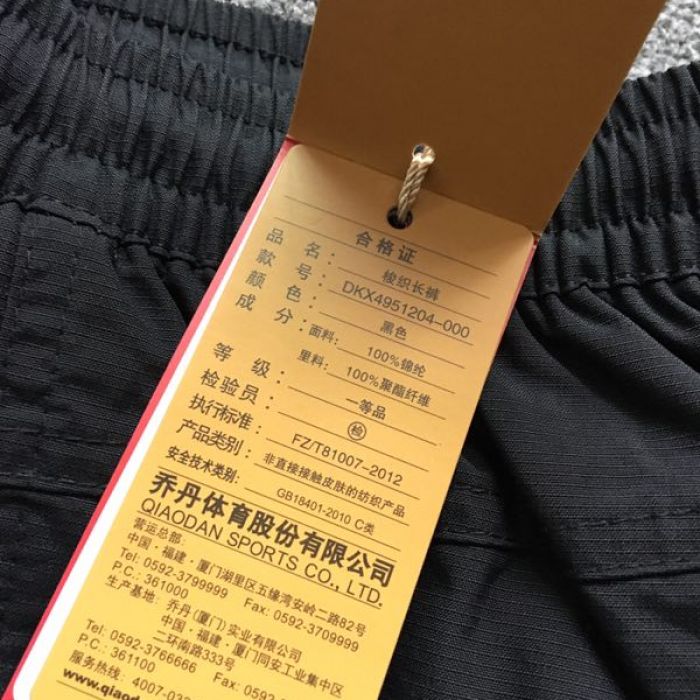 合格证
品名: 梭织长裤
款号: DKX4951204-000
颜色: 黑色
成分: 面料: 100%锦纶
里料: 100%聚酯纤维
等级: 一等品
检验员: 检
执行标准: FZ/T81007-2012
产品类别: 非直接接触皮肤的纺织产品
安全技术类别: GB18401-2010 C类
乔丹体育股份有限公司
QIAODAN SPORTS CO., LTD.
营运总部:
中国·福建·厦门湖里区五缘湾安岭二路82号
Tel: 0592-3799999 Fax: 0592-3709999
P.C.: 361000
生产基地: 乔丹(厦门)实业有限公司
中国·福建·厦门同安工业集中区
二环南路333号
Tel: 0592-3766666 Fax: 0592-
P.C.: 361100
服务热线: 4007-
www.qiaodan